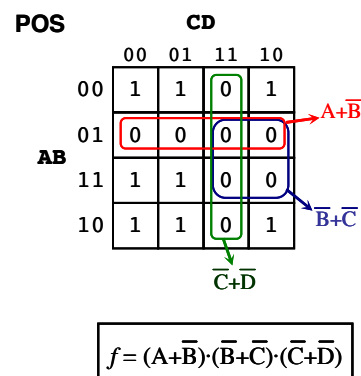 POS
CD
00 01 11 10
00 1 1 0 1
A+B̅
01 0 0 0 0
AB
11 1 1 0 0
B̅+C̅
10 1 1 0 1
C̅+D̅
f = (A+B̅)·(B̅+C̅)·(C̅+D̅)